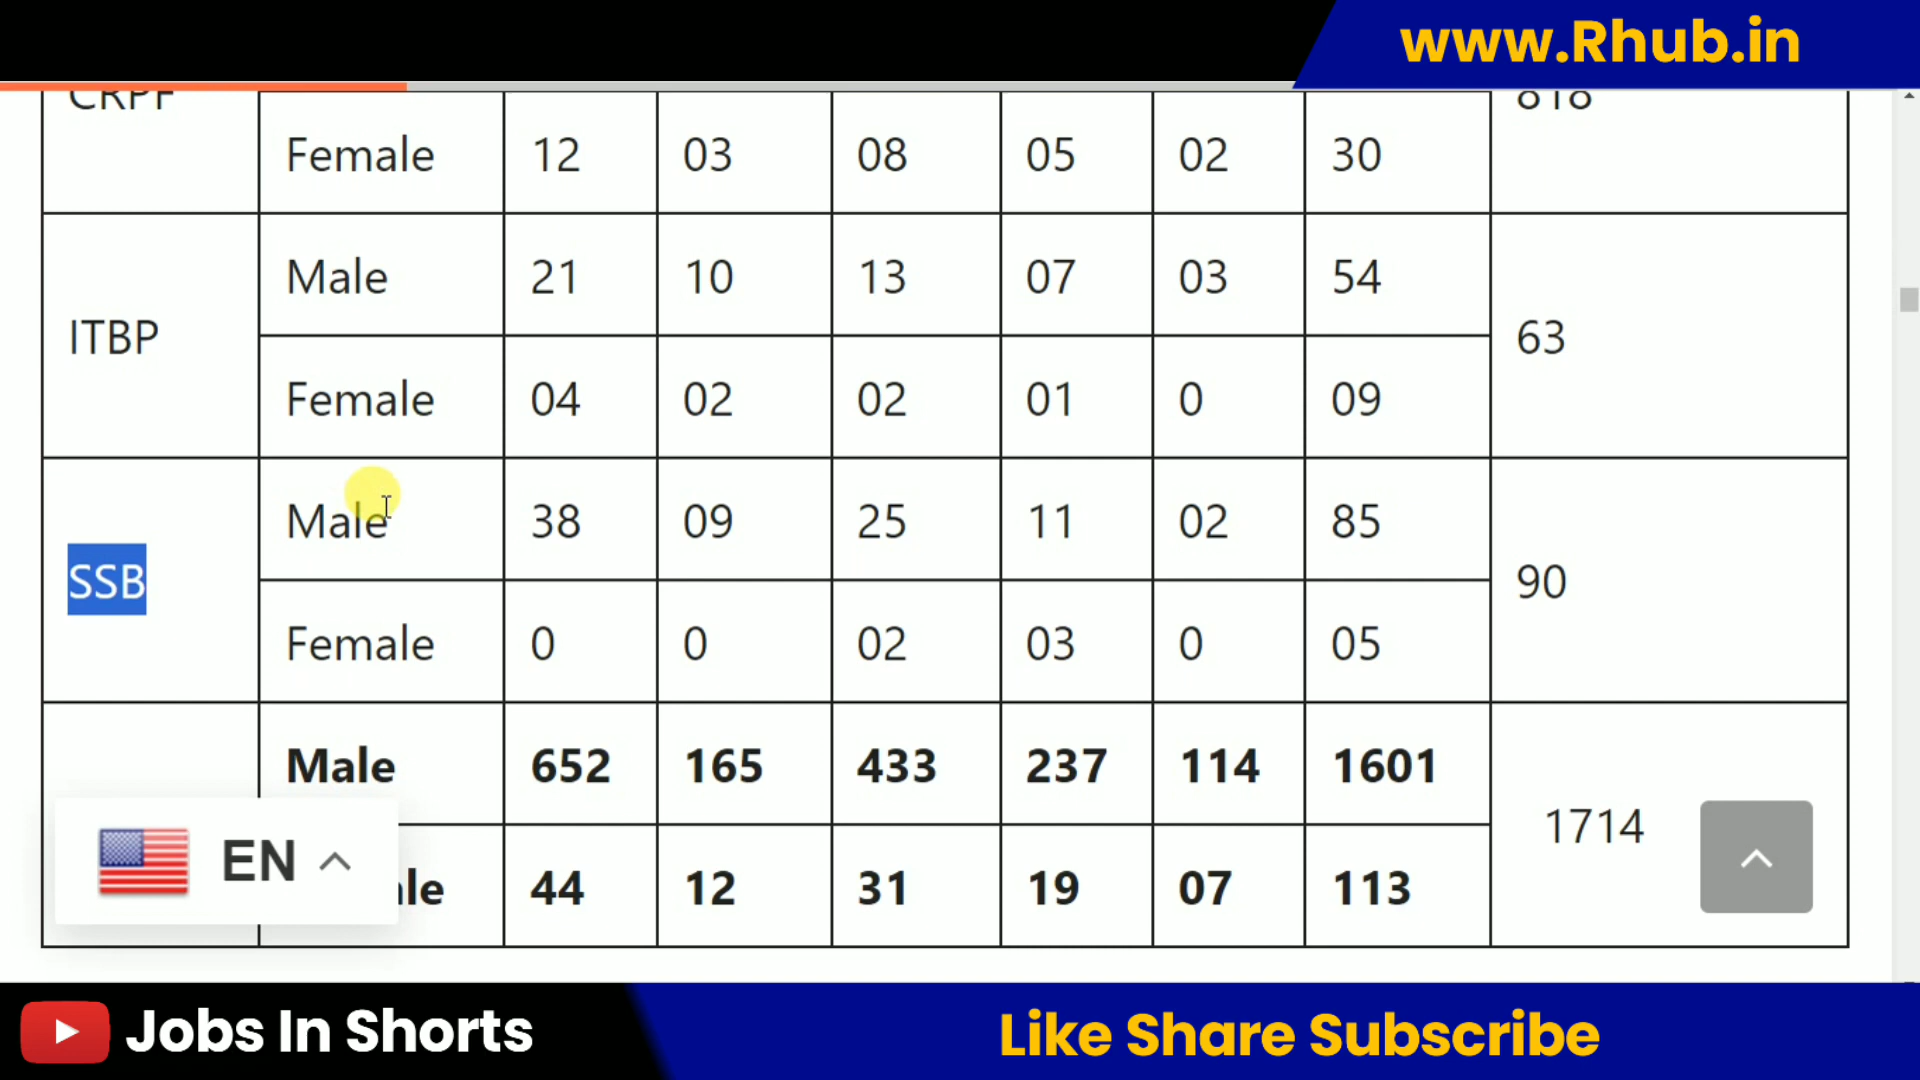 www.Rhub.in
CRPF 818
Female 12 03 08 05 02 30
Male 21 10 13 07 03 54
ITBP 63
Female 04 02 02 01 0 09
Male 38 09 25 11 02 85
SSB 90
Female 0 0 02 03 0 05
Male 652 165 433 237 114 1601
1714
EN
le 44 12 31 19 07 113
Jobs In Shorts
Like Share Subscribe